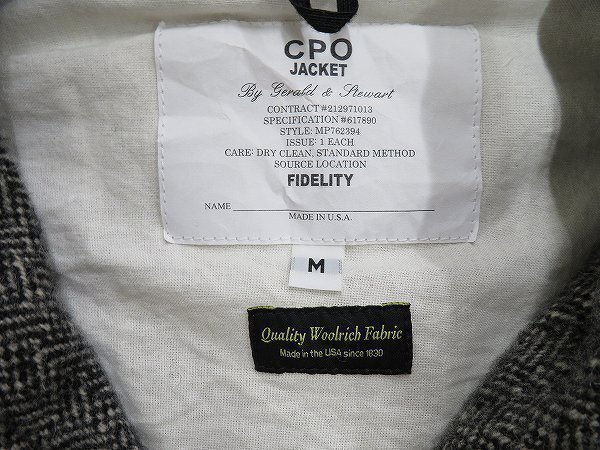 CPO
JACKET
By Gerald & Stewart
CONTRACT #212971013
SPECIFICATION #617890
STYLE: MP762394
ISSUE: 1 EACH
CARE: DRY CLEAN, STANDARD METHOD
SOURCE LOCATION
FIDELITY
NAME
MADE IN U.S.A.
M
Quality Woolrich Fabric
Made in the USA since 1830